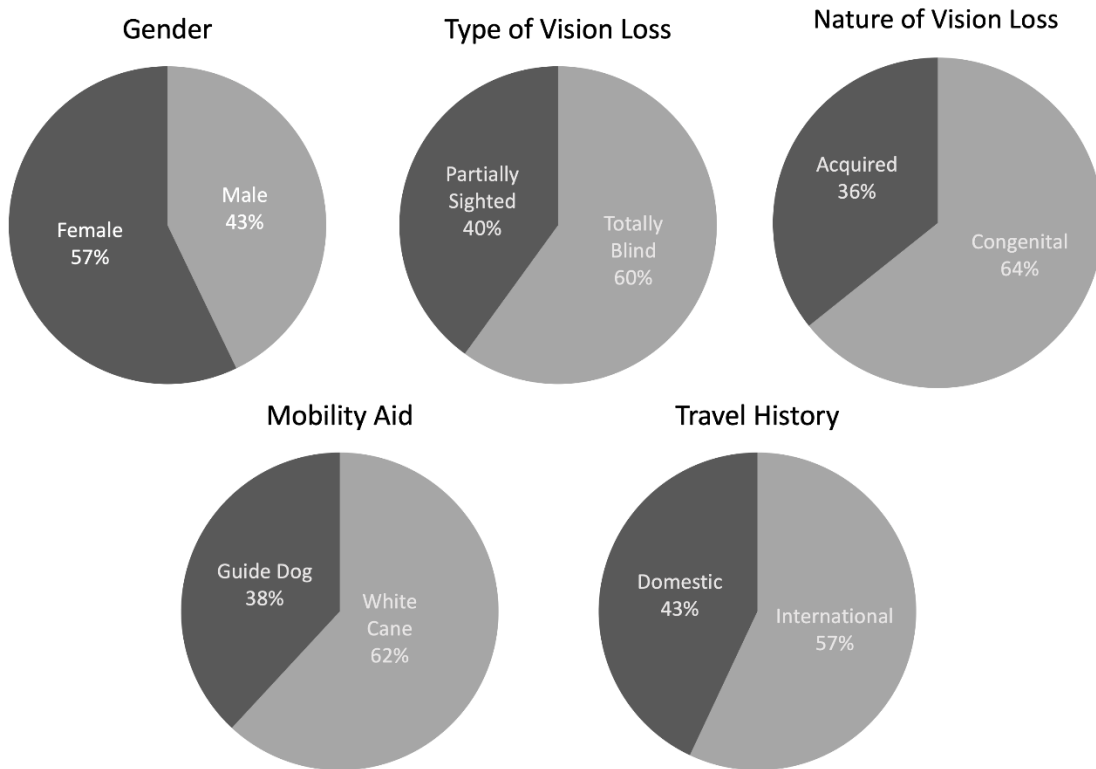 Gender
Type of Vision Loss
Nature of Vision Loss
Female
57%
Male
43%
Partially
Sighted
40%
Totally
Blind
60%
Acquired
36%
Congenital
64%
Mobility Aid
Travel History
Guide Dog
38%
White
Cane
62%
Domestic
43%
International
57%